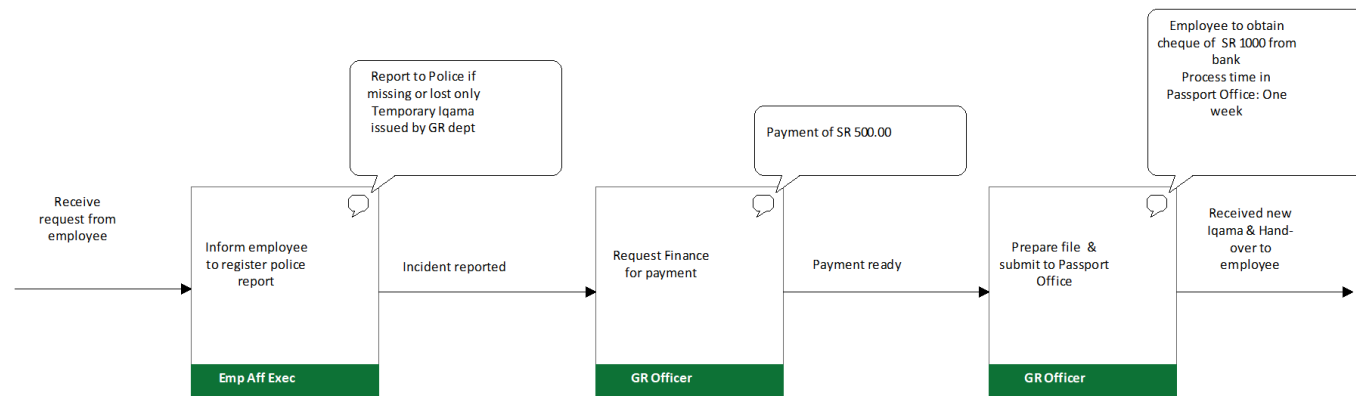 Receive
request from
employee
Report to Police if
missing or lost only
Temporary Iqama
issued by GR dept
Inform employee
to register police
report
Emp Aff Exec
Incident reported
Payment of SR 500.00
Request Finance
for payment
GR Officer
Payment ready
Employee to obtain
cheque of  SR 1000 from
bank
Process time in
Passport Office: One
week
Prepare file  &
submit to Passport
Office
GR Officer
Received new
Iqama & Hand-
over to
employee